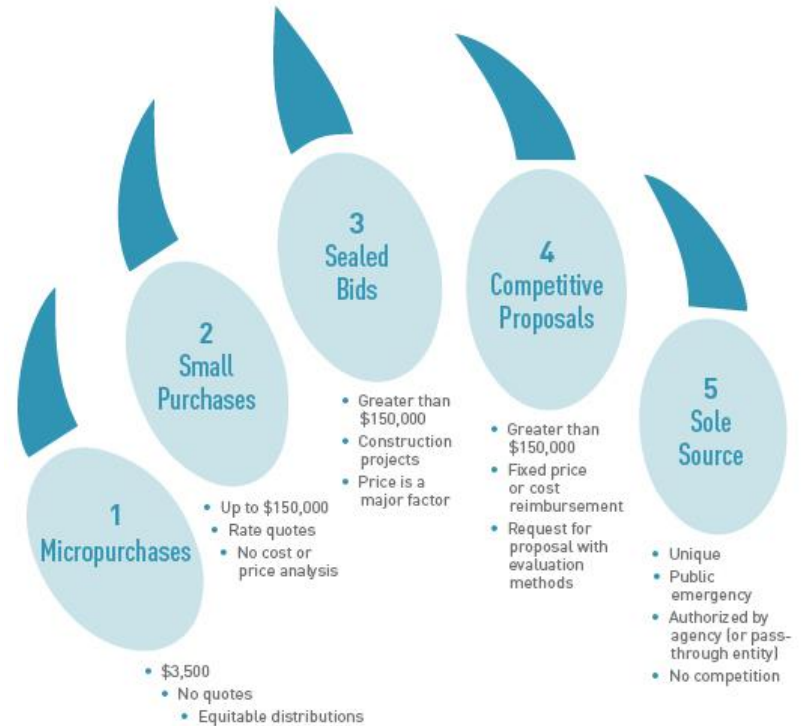 1
Micropurchases
• $3,500
• No quotes
• Equitable distributions
2
Small
Purchases
• Up to $150,000
• Rate quotes
• No cost or
price analysis
3
Sealed
Bids
• Greater than
$150,000
• Construction
projects
• Price is a
major factor
4
Competitive
Proposals
• Greater than
$150,000
• Fixed price
or cost
reimbursement
• Request for
proposal with
evaluation
methods
5
Sole
Source
• Unique
• Public
emergency
• Authorized by
agency (or pass-
through entity)
• No competition